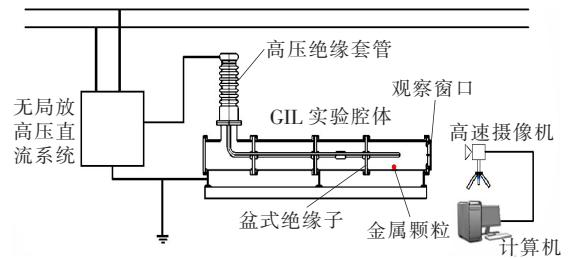 高压绝缘套管
观察窗口
无局放
高压直
流系统
GIL 实验腔体
高速摄像机
盆式绝缘子
金属颗粒
计算机